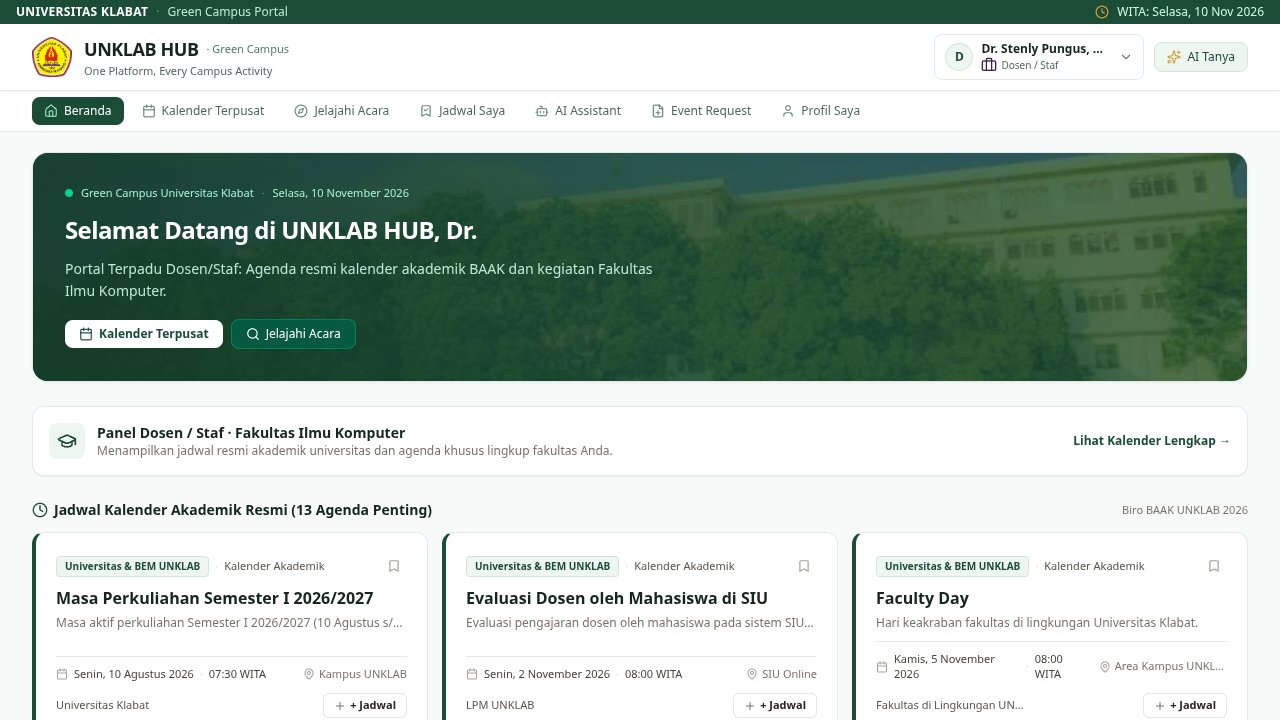 UNIVERSITAS KLABAT · Green Campus Portal
WITA: Selasa, 10 Nov 2026
UNKLAB HUB · Green Campus
One Platform, Every Campus Activity
D
Dr. Stenly Pungus, ...
Dosen / Staf
AI Tanya
Beranda
Kalender Terpusat
Jelajahi Acara
Jadwal Saya
AI Assistant
Event Request
Profil Saya
Green Campus Universitas Klabat · Selasa, 10 November 2026
Selamat Datang di UNKLAB HUB, Dr.
Portal Terpadu Dosen/Staf: Agenda resmi kalender akademik BAAK dan kegiatan Fakultas
Ilmu Komputer.
Kalender Terpusat
Jelajahi Acara
Panel Dosen / Staf · Fakultas Ilmu Komputer
Menampilkan jadwal resmi akademik universitas dan agenda khusus lingkup fakultas Anda.
Lihat Kalender Lengkap →
Jadwal Kalender Akademik Resmi (13 Agenda Penting)
Biro BAAK UNKLAB 2026
Universitas & BEM UNKLAB · Kalender Akademik
Masa Perkuliahan Semester I 2026/2027
Masa aktif perkuliahan Semester I 2026/2027 (10 Agustus s/...
Senin, 10 Agustus 2026 · 07:30 WITA
Kampus UNKLAB
Universitas Klabat
+ + Jadwal
Universitas & BEM UNKLAB · Kalender Akademik
Evaluasi Dosen oleh Mahasiswa di SIU
Evaluasi pengajaran dosen oleh mahasiswa pada sistem SIU...
Senin, 2 November 2026 · 08:00 WITA
SIU Online
LPM UNKLAB
+ + Jadwal
Universitas & BEM UNKLAB · Kalender Akademik
Faculty Day
Hari keakraban fakultas di lingkungan Universitas Klabat.
Kamis, 5 November
2026
· 08:00
WITA
Area Kampus UNKL...
Fakultas di Lingkungan UN...
+ + Jadwal